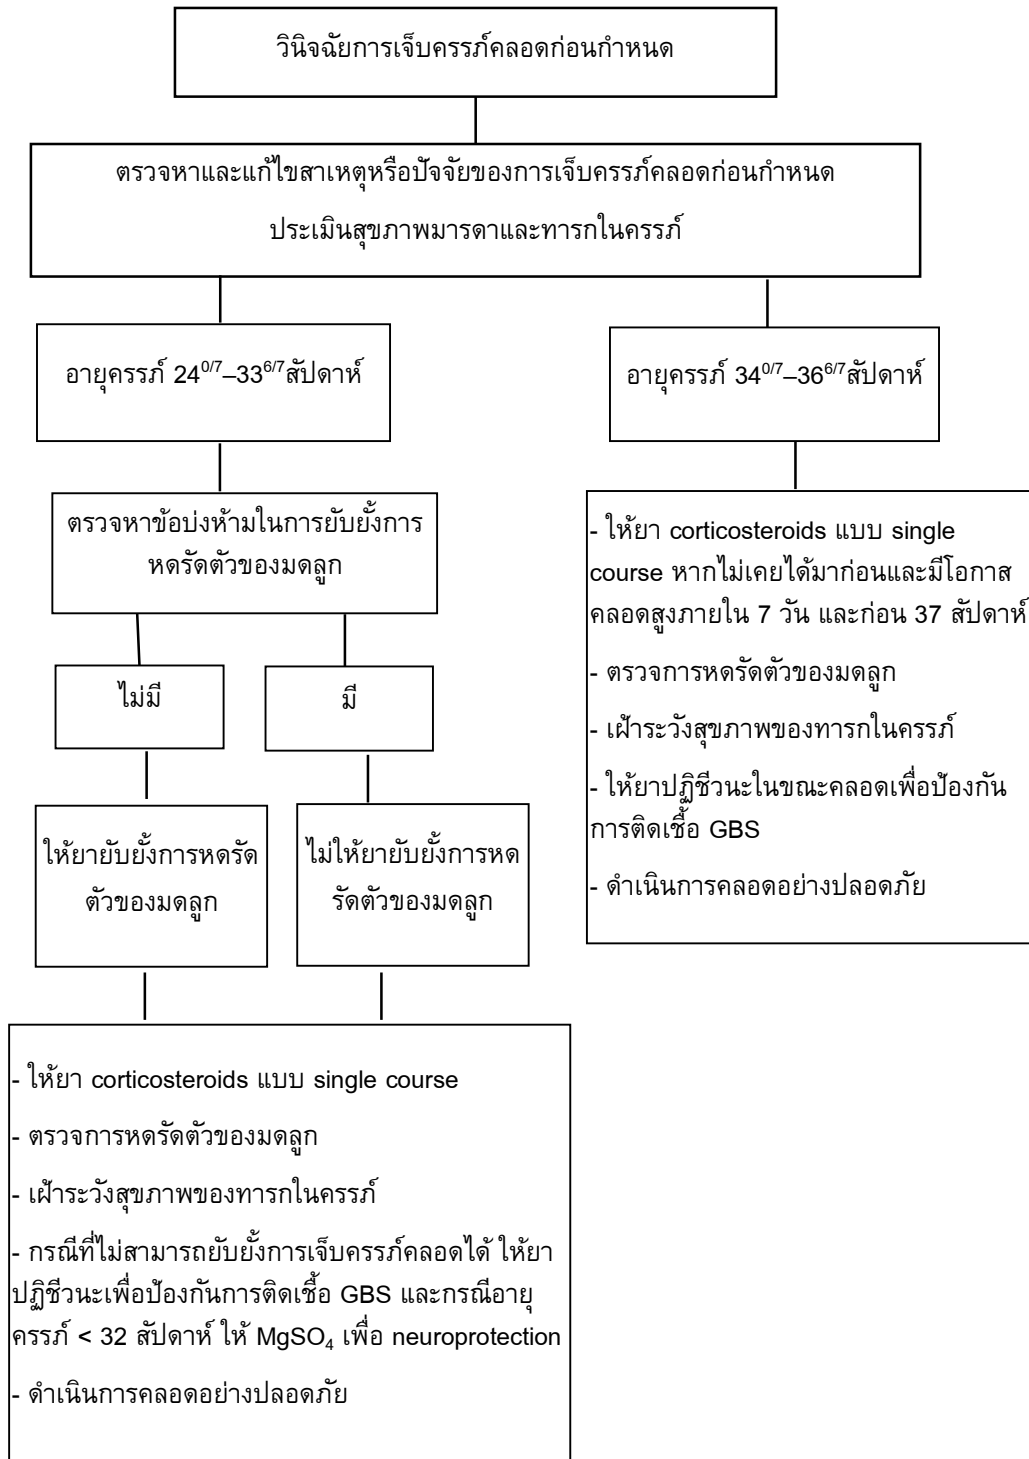 วินิจฉัยการเจ็บครรภ์คลอดก่อนกำหนด
ตรวจหาและแก้ไขสาเหตุหรือปัจจัยของการเจ็บครรภ์คลอดก่อนกำหนด
ประเมินสุขภาพมารดาและทารกในครรภ์
อายุครรภ์ 24⁰ᐟ⁷–33⁶ᐟ⁷สัปดาห์
อายุครรภ์ 34⁰ᐟ⁷–36⁶ᐟ⁷สัปดาห์
ตรวจหาข้อบ่งห้ามในการยับยั้งการ
หดรัดตัวของมดลูก
ไม่มี
มี
ให้ยายับยั้งการหดรัด
ตัวของมดลูก
ไม่ให้ยายับยั้งการหด
รัดตัวของมดลูก
- ให้ยา corticosteroids แบบ single course
- ตรวจการหดรัดตัวของมดลูก
- เฝ้าระวังสุขภาพของทารกในครรภ์
- กรณีที่ไม่สามารถยับยั้งการเจ็บครรภ์คลอดได้ ให้ยา
ปฏิชีวนะเพื่อป้องกันการติดเชื้อ GBS และกรณีอายุ
ครรภ์ < 32 สัปดาห์ ให้ MgSO₄ เพื่อ neuroprotection
- ดำเนินการคลอดอย่างปลอดภัย
- ให้ยา corticosteroids แบบ single
course หากไม่เคยได้มาก่อนและมีโอกาส
คลอดสูงภายใน 7 วัน และก่อน 37 สัปดาห์
- ตรวจการหดรัดตัวของมดลูก
- เฝ้าระวังสุขภาพของทารกในครรภ์
- ให้ยาปฏิชีวนะในขณะคลอดเพื่อป้องกัน
การติดเชื้อ GBS
- ดำเนินการคลอดอย่างปลอดภัย